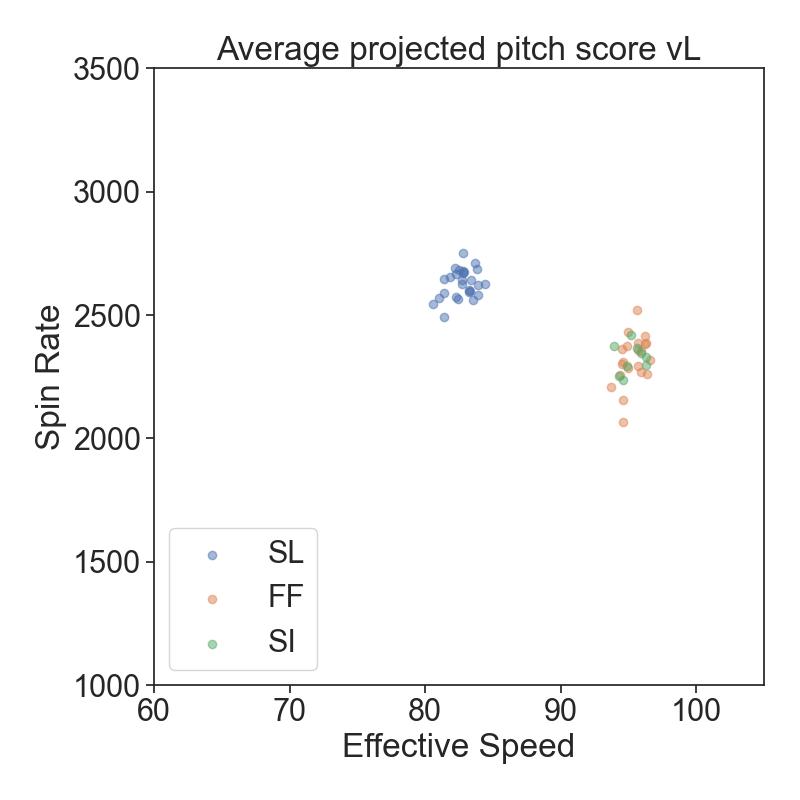 Average projected pitch score vL
3500
3000
2500
2000
1500
1000
Spin Rate
SL
FF
SI
60 70 80 90 100
Effective Speed